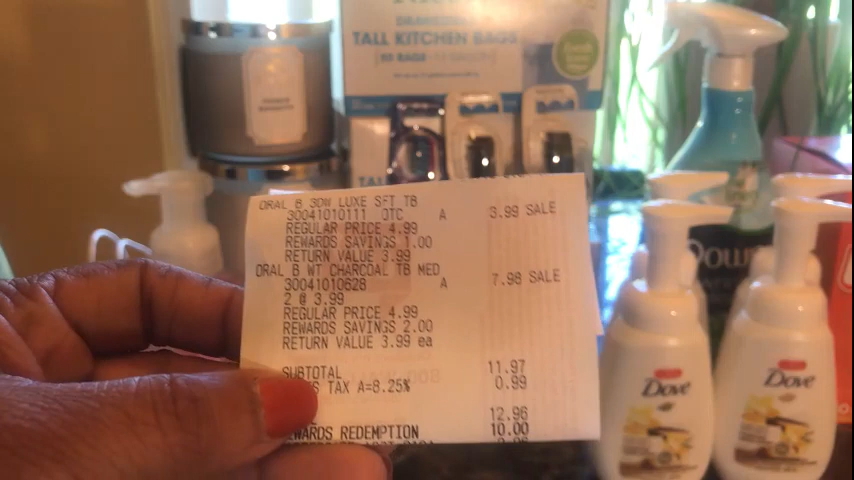 TALL KITCHEN BAGS
ORAL B 3DW LUXE SFT TB
30041010111 OTC A 3.99 SALE
REGULAR PRICE 4.99
REWARDS SAVINGS 1.00
RETURN VALUE 3.99
ORAL B WT CHARCOAL TB MED
30041010628 A 7.98 SALE
2 @ 3.99
REGULAR PRICE 4.99
REWARDS SAVINGS 2.00
RETURN VALUE 3.99 ea
SUBTOTAL 11.97
TAX A=8.25% 0.99
12.96
WARDS REDEMPTION 10.00
Dove
Dove